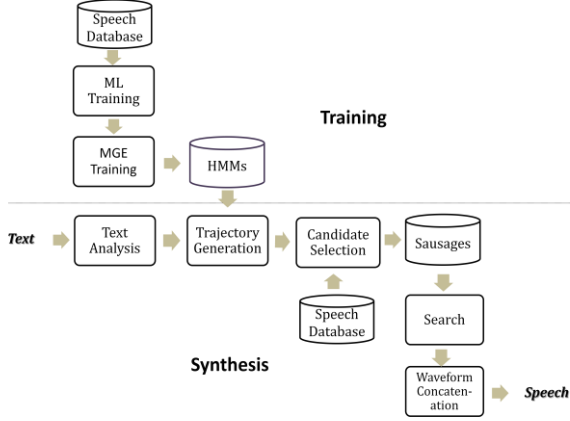 Speech
Database
ML
Training
Training
MGE
Training
HMMs
Text
Text
Analysis
Trajectory
Generation
Candidate
Selection
Sausages
Speech
Database
Search
Synthesis
Waveform
Concaten-
ation
Speech